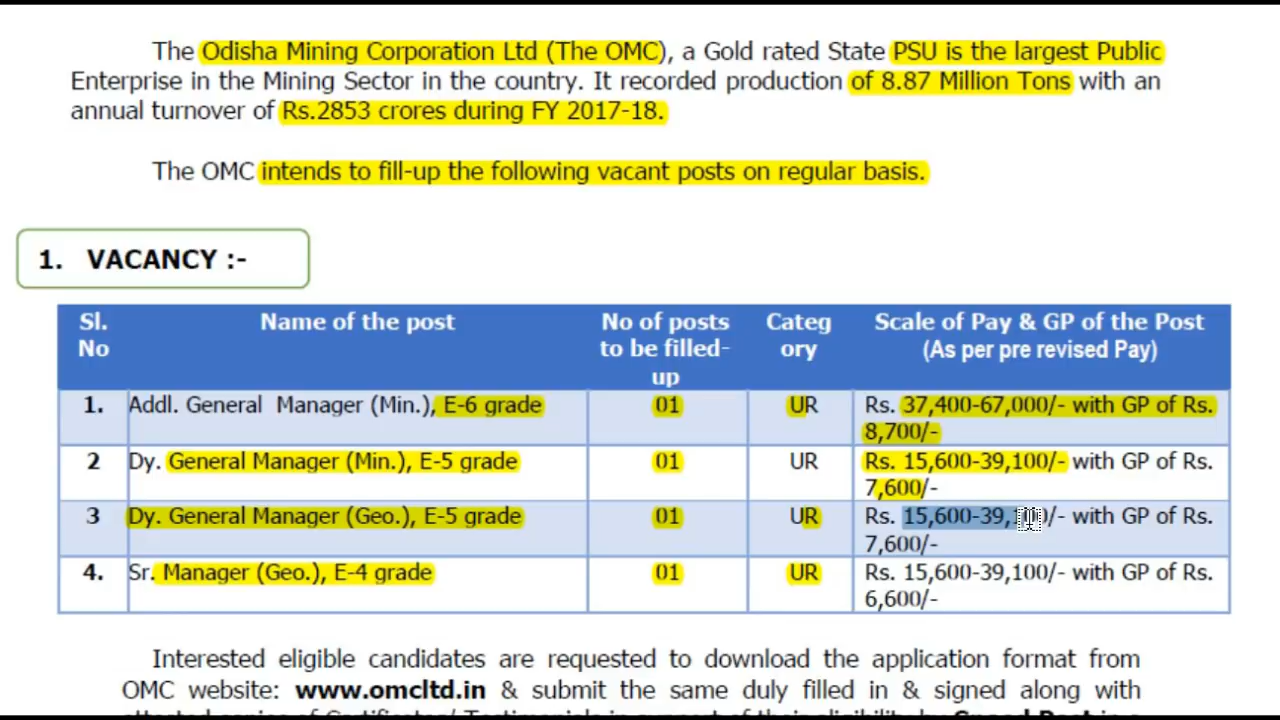 The Odisha Mining Corporation Ltd (The OMC), a Gold rated State PSU is the largest Public
Enterprise in the Mining Sector in the country. It recorded production of 8.87 Million Tons with an
annual turnover of Rs.2853 crores during FY 2017-18.
The OMC intends to fill-up the following vacant posts on regular basis.
1. VACANCY :-
Sl. No Name of the post No of posts to be filled-up Categ ory Scale of Pay & GP of the Post (As per pre revised Pay)
1. Addl. General Manager (Min.), E-6 grade 01 UR Rs. 37,400-67,000/- with GP of Rs.
8,700/-
2 Dy. General Manager (Min.), E-5 grade 01 UR Rs. 15,600-39,100/- with GP of Rs.
7,600/-
3 Dy. General Manager (Geo.), E-5 grade 01 UR Rs. 15,600-39,100/- with GP of Rs.
7,600/-
4. Sr. Manager (Geo.), E-4 grade 01 UR Rs. 15,600-39,100/- with GP of Rs.
6,600/-
Interested eligible candidates are requested to download the application format from
OMC website: www.omcltd.in & submit the same duly filled in & signed along with